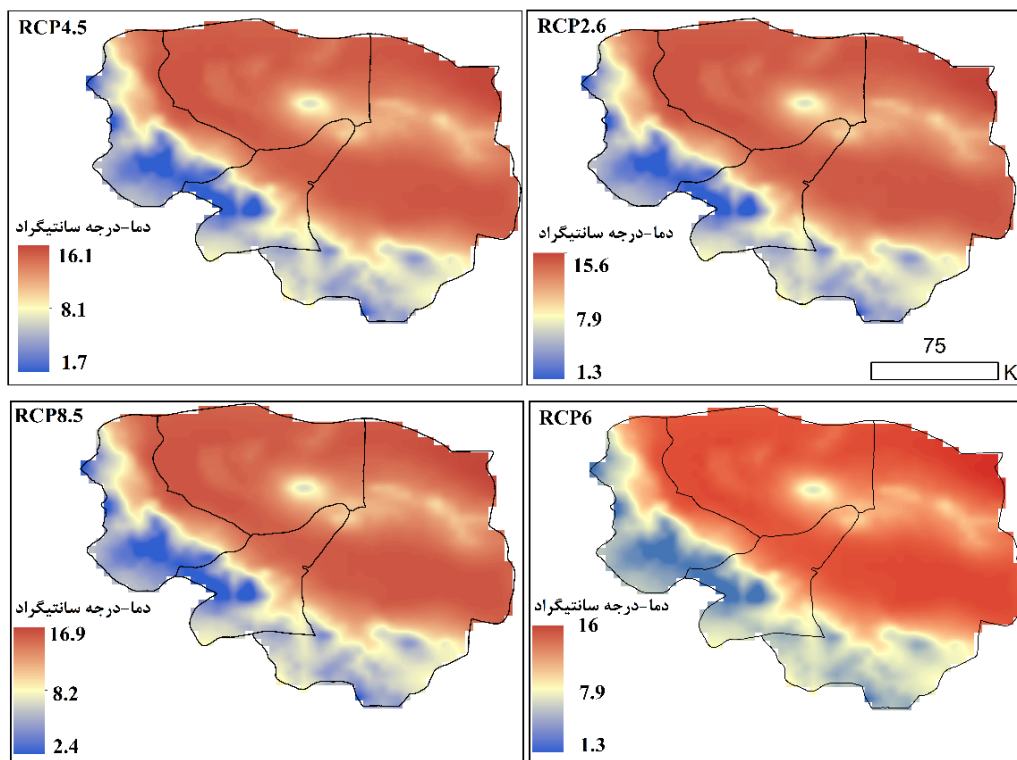 RCP4.5
دما-درجه سانتیگراد
16.1
8.1
1.7
RCP2.6
دما-درجه سانتیگراد
15.6
7.9
1.3
75
K
RCP8.5
دما-درجه سانتیگراد
16.9
8.2
2.4
RCP6
دما-درجه سانتیگراد
16
7.9
1.3